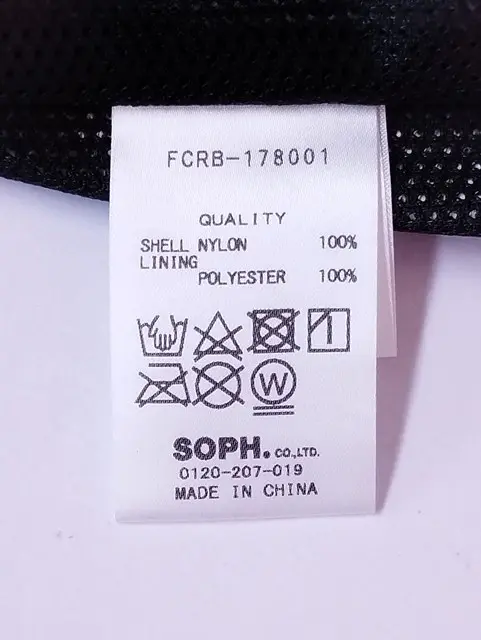 FCRB-178001
QUALITY
SHELL NYLON 100%
LINING
POLYESTER 100%
W
SOPH. CO.,LTD.
0120-207-019
MADE IN CHINA